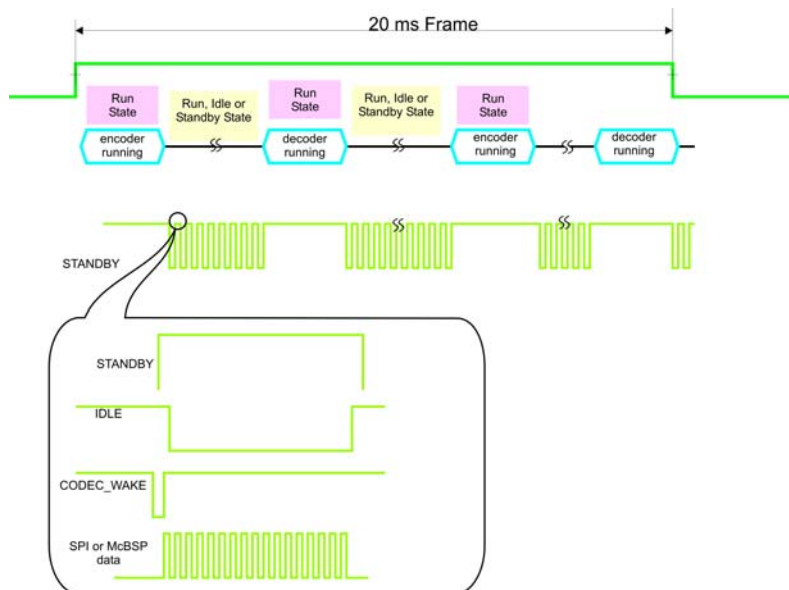 20 ms Frame
Run
State
Run, Idle or
Standby State
Run
State
Run, Idle or
Standby State
Run
State
encoder
running
decoder
running
encoder
running
decoder
running
STANDBY
STANDBY
IDLE
CODEC_WAKE
SPI or McBSP
data